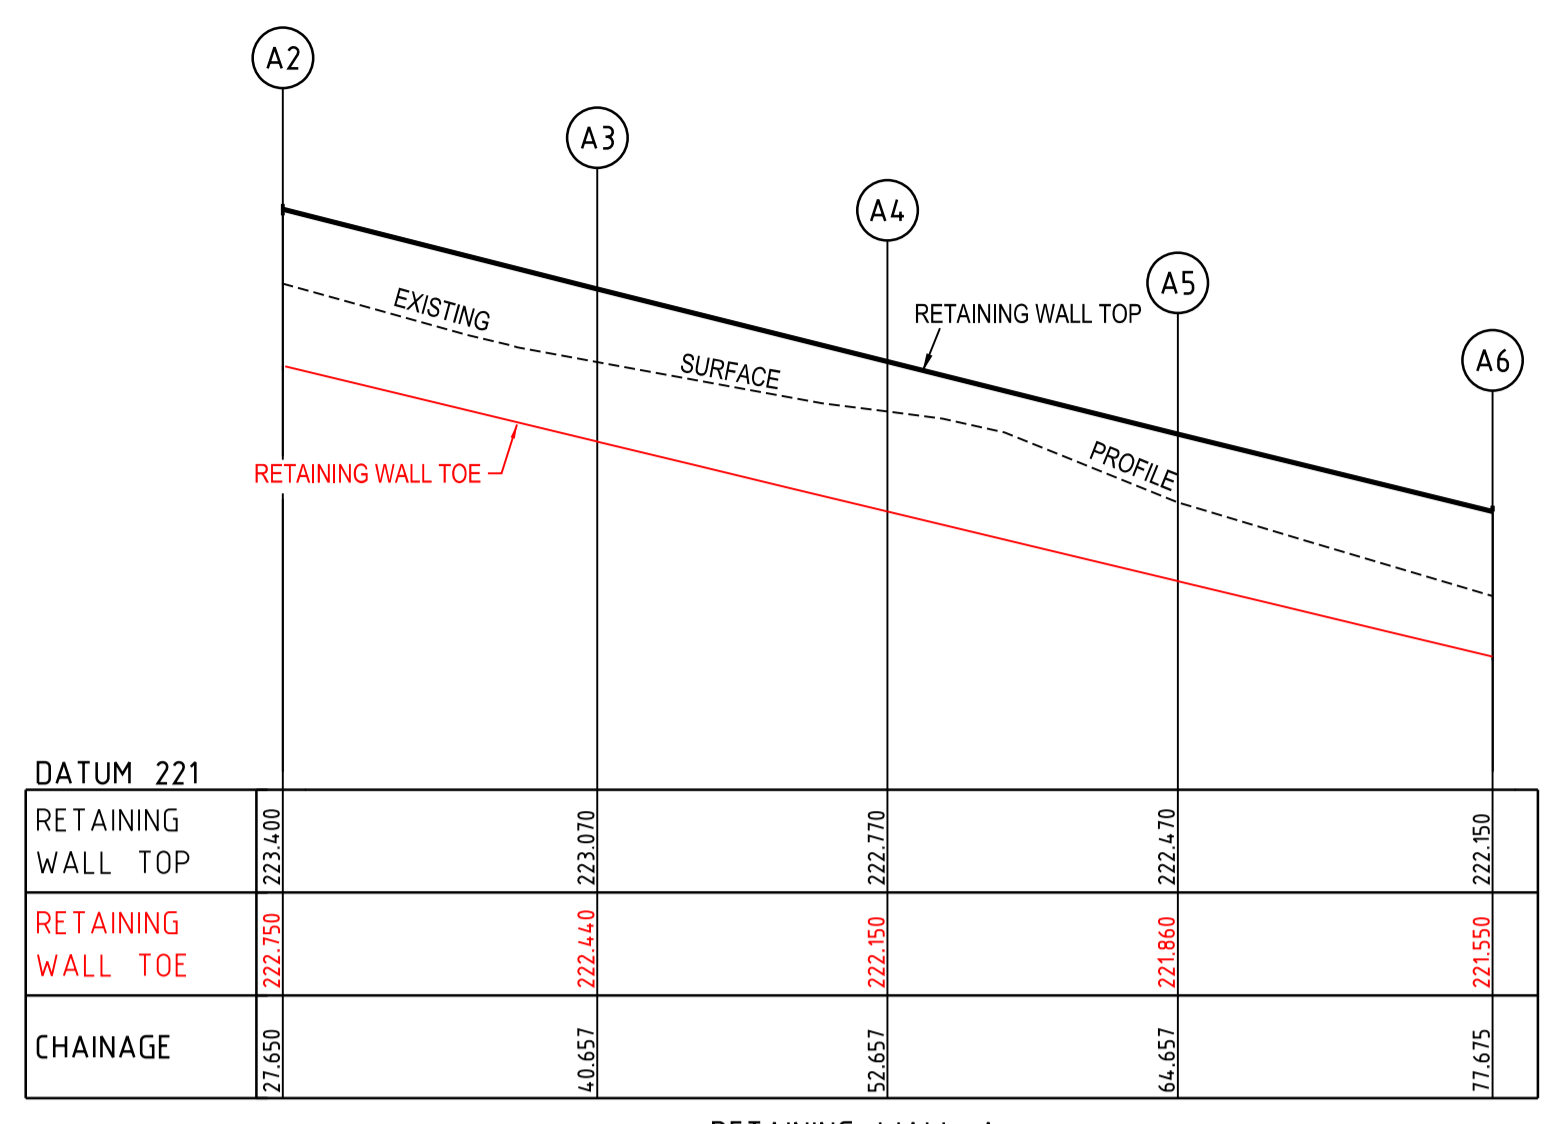 A2
A3
A4
A5
A6
EXISTING
SURFACE
PROFILE
RETAINING WALL TOP
RETAINING WALL TOE
DATUM 221
RETAINING
WALL TOP
223.400
223.070
222.770
222.470
222.150
RETAINING
WALL TOE
222.750
222.440
222.150
221.860
221.550
CHAINAGE
27.650
40.657
52.657
64.657
77.675